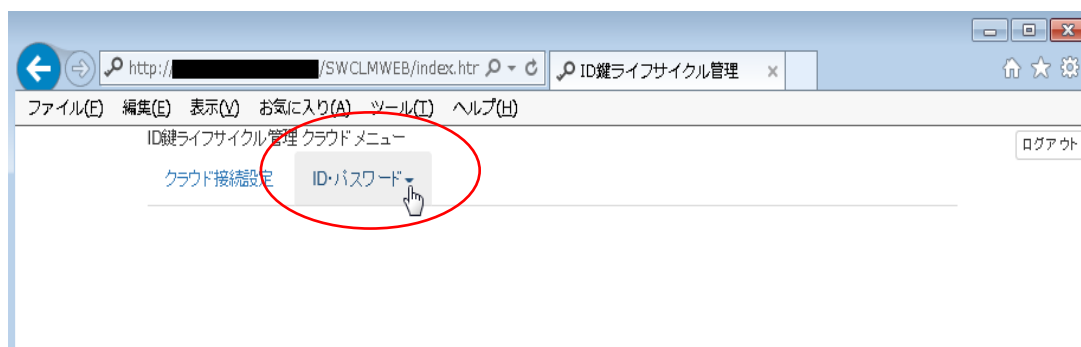 http:// /SWCLMWEB/index.htr
ID鍵ライフサイクル管理
ファイル(F) 編集(E) 表示(V) お気に入り(A) ツール(T) ヘルプ(H)
ID鍵ライフサイクル管理 クラウド メニュー
ログアウト
クラウド接続設定 ID・パスワード